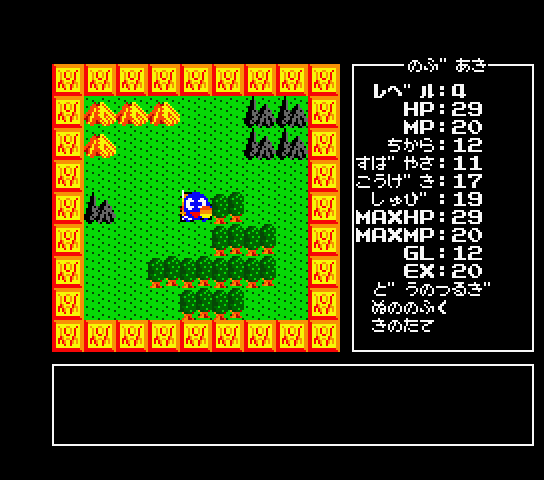 のぶ゛あき
レベ゛ル:4
HP:29
MP:20
ちから:12
すば゛やさ:11
こうげ゛き:17
しゅび゛:19
MAXHP:29
MAXMP:20
GL:12
EX:20
ど゛うのつるぎ゛
ぬののふく
きのたて